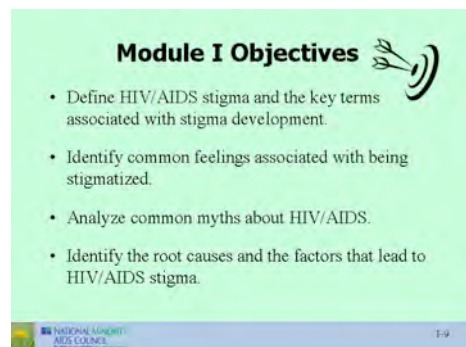 Module I Objectives
• Define HIV/AIDS stigma and the key terms
associated with stigma development.
• Identify common feelings associated with being
stigmatized.
• Analyze common myths about HIV/AIDS.
• Identify the root causes and the factors that lead to
HIV/AIDS stigma.
NATIONAL MINORITY
AIDS COUNCIL
1-9